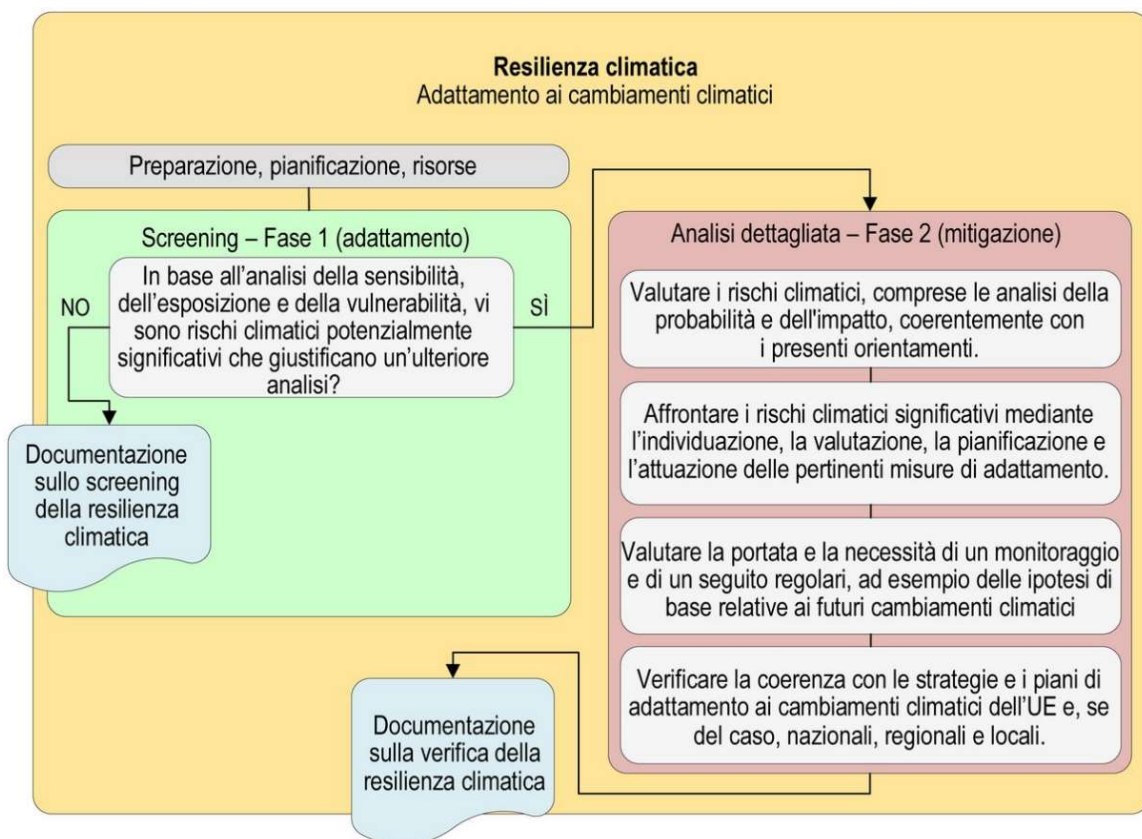 Resilienza climatica
Adattamento ai cambiamenti climatici
Preparazione, pianificazione, risorse
Screening – Fase 1 (adattamento)
In base all'analisi della sensibilità,
dell'esposizione e della vulnerabilità, vi
sono rischi climatici potenzialmente
significativi che giustificano un'ulteriore
analisi?
NO
SÌ
Documentazione
sullo screening
della resilienza
climatica
Analisi dettagliata – Fase 2 (mitigazione)
Valutare i rischi climatici, comprese le analisi della
probabilità e dell'impatto, coerentemente con
i presenti orientamenti.
Affrontare i rischi climatici significativi mediante
l'individuazione, la valutazione, la pianificazione e
l'attuazione delle pertinenti misure di adattamento.
Valutare la portata e la necessità di un monitoraggio
e di un seguito regolari, ad esempio delle ipotesi di
base relative ai futuri cambiamenti climatici
Verificare la coerenza con le strategie e i piani di
adattamento ai cambiamenti climatici dell'UE e, se
del caso, nazionali, regionali e locali.
Documentazione
sulla verifica della
resilienza climatica